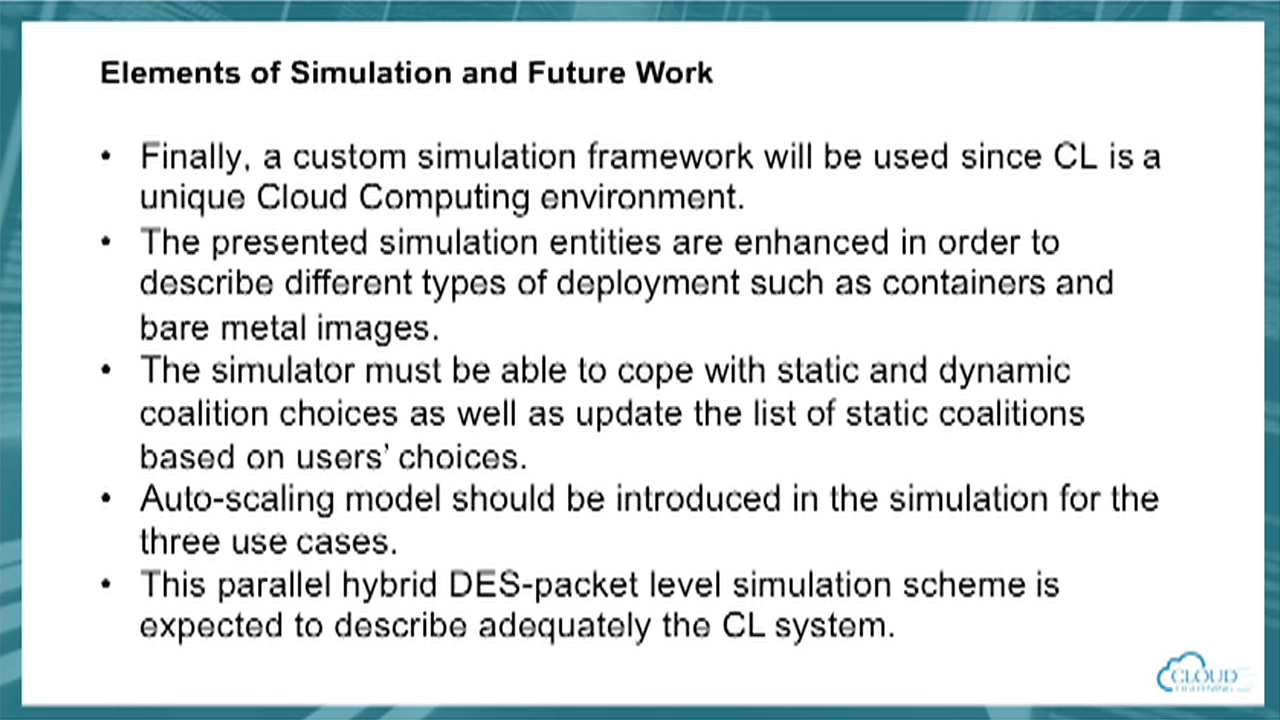 Elements of Simulation and Future Work
• Finally, a custom simulation framework will be used since CL is a
unique Cloud Computing environment.
• The presented simulation entities are enhanced in order to
describe different types of deployment such as containers and
bare metal images.
• The simulator must be able to cope with static and dynamic
coalition choices as well as update the list of static coalitions
based on users’ choices.
• Auto-scaling model should be introduced in the simulation for the
three use cases.
• This parallel hybrid DES-packet level simulation scheme is
expected to describe adequately the CL system.
CLOUD